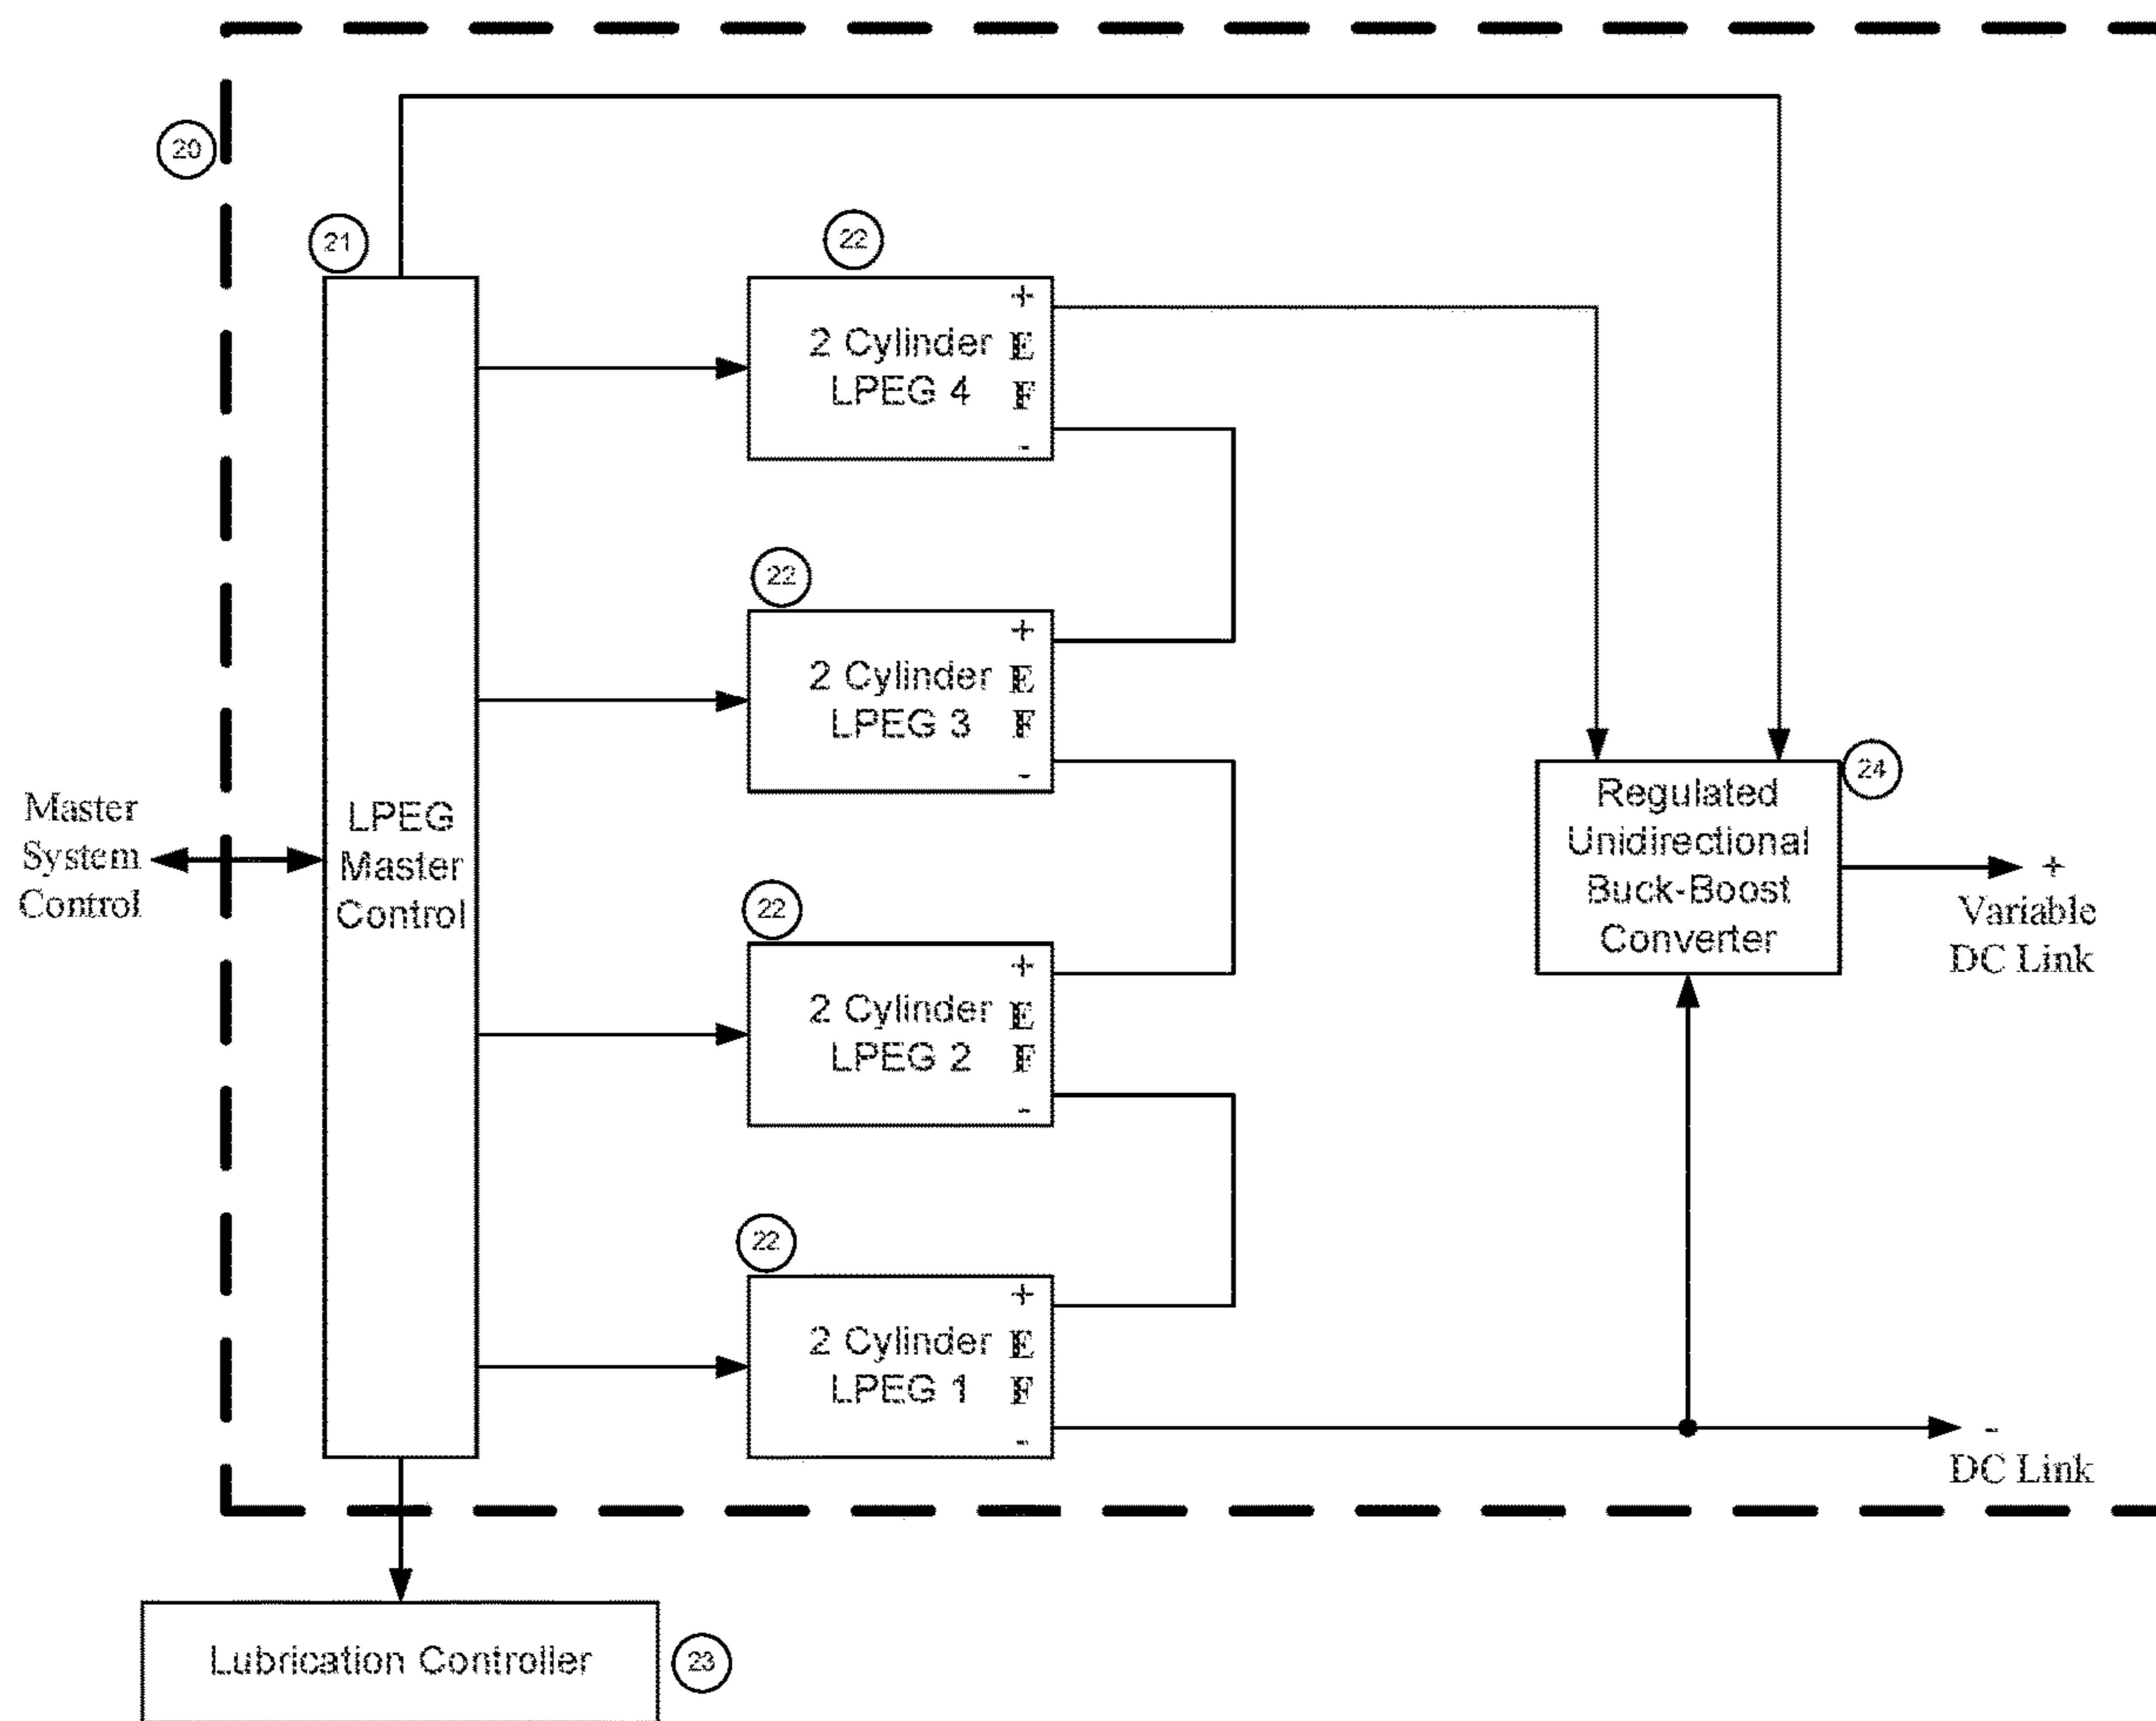 20
21
22
+
2 Cylinder E
LPEG 4 F
-
22
+
2 Cylinder E
LPEG 3 F
-
Master
System
Control
LPEG
Master
Control
24
Regulated
Unidirectional
Buck-Boost
Converter
+
Variable
DC Link
22
+
2 Cylinder E
LPEG 2 F
-
22
+
2 Cylinder E
LPEG 1 F
-
-
DC Link
Lubrication Controller
23